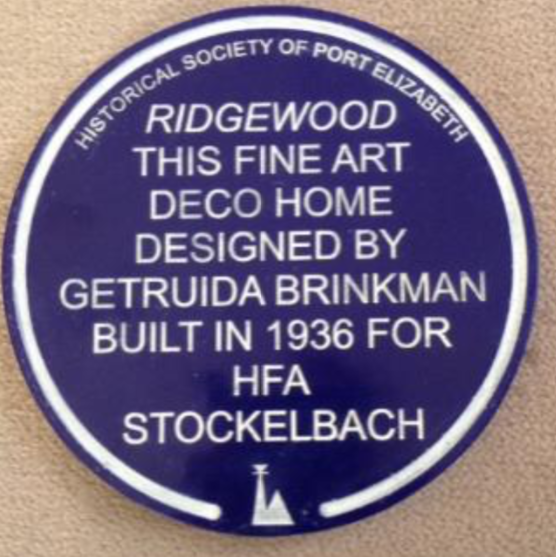 HISTORICAL SOCIETY OF PORT ELIZABETH
RIDGEWOOD
THIS FINE ART
DECO HOME
DESIGNED BY
GETRUIDA BRINKMAN
BUILT IN 1936 FOR
HFA
STOCKELBACH